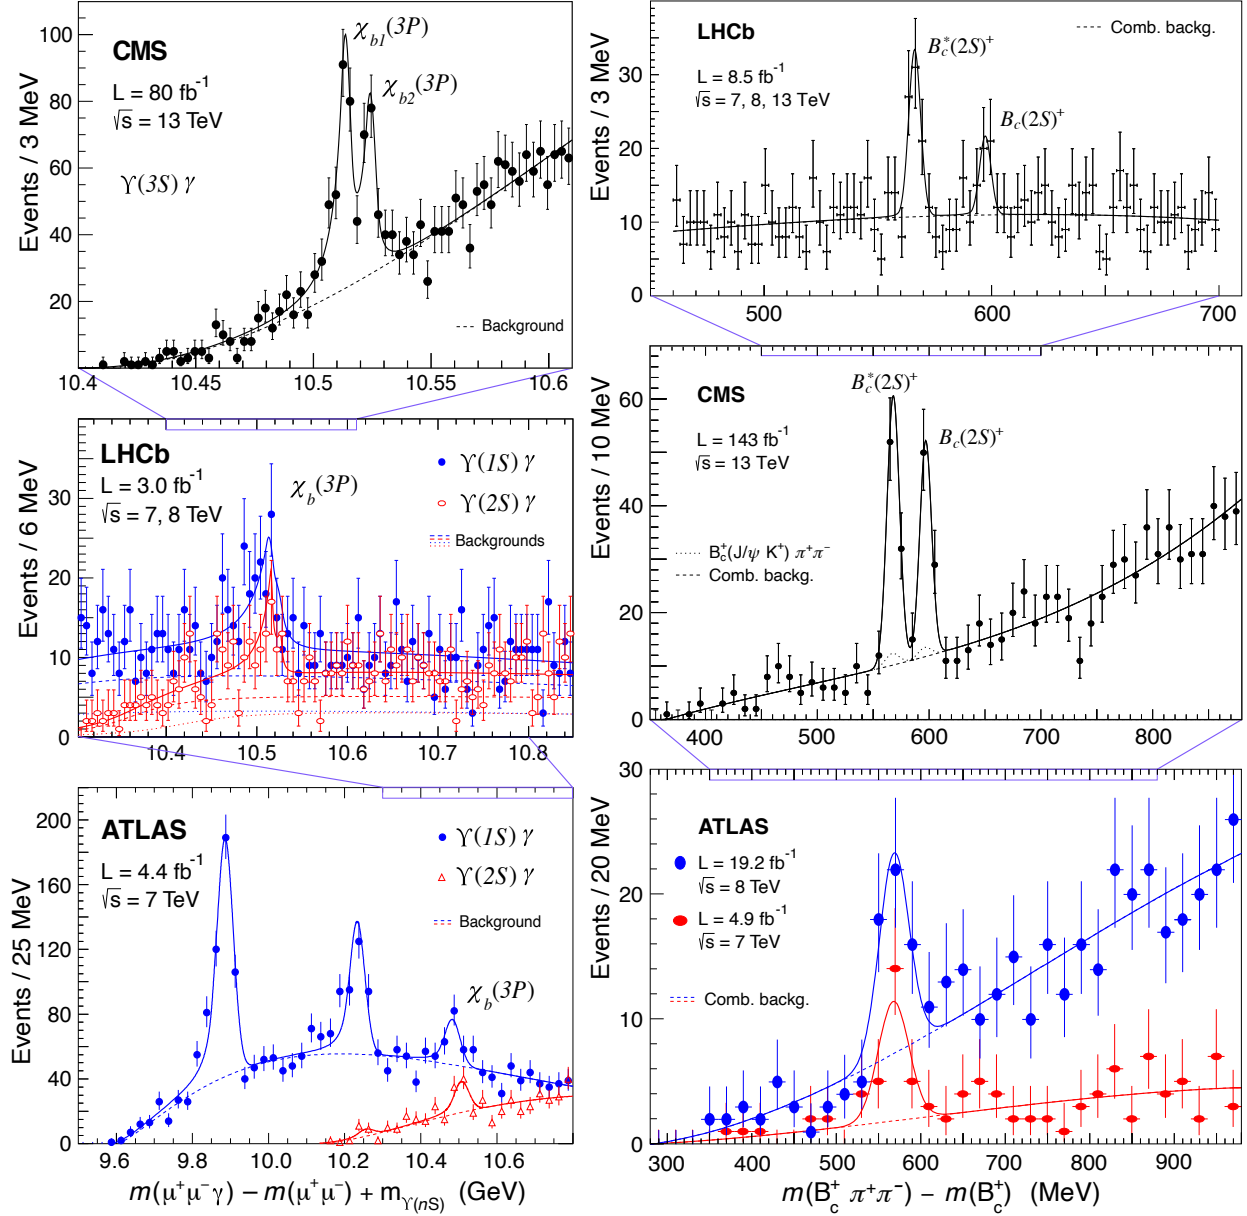 100
80
60
40
20
Events / 3 MeV
CMS
L = 80 fb⁻¹
√s = 13 TeV
ϒ(3S) γ
χb1(3P)
χb2(3P)
Background
10.4
10.45
10.5
10.55
10.6
30
20
10
0
Events / 6 MeV
LHCb
L = 3.0 fb⁻¹
√s = 7, 8 TeV
χb(3P)
ϒ(1S) γ
ϒ(2S) γ
Backgrounds
10.4
10.5
10.6
10.7
10.8
200
160
120
80
40
0
Events / 25 MeV
ATLAS
L = 4.4 fb⁻¹
√s = 7 TeV
ϒ(1S) γ
ϒ(2S) γ
Background
χb(3P)
9.6
9.8
10.0
10.2
10.4
10.6
m(μ⁺μ⁻γ) – m(μ⁺μ⁻) + mϒ(nS) (GeV)
30
20
10
0
Events / 3 MeV
LHCb
L = 8.5 fb⁻¹
√s = 7, 8, 13 TeV
Bc*(2S)⁺
Bc(2S)⁺
Comb. backg.
500
600
700
60
40
20
0
Events / 10 MeV
CMS
L = 143 fb⁻¹
√s = 13 TeV
Bc*(2S)⁺
Bc(2S)⁺
Bc⁺(J/ψ K⁺) π⁺π⁻
Comb. backg.
400
500
600
700
800
30
20
10
0
Events / 20 MeV
ATLAS
L = 19.2 fb⁻¹
√s = 8 TeV
L = 4.9 fb⁻¹
√s = 7 TeV
Comb. backg.
300
400
500
600
700
800
900
m(Bc⁺ π⁺π⁻) – m(Bc⁺) (MeV)